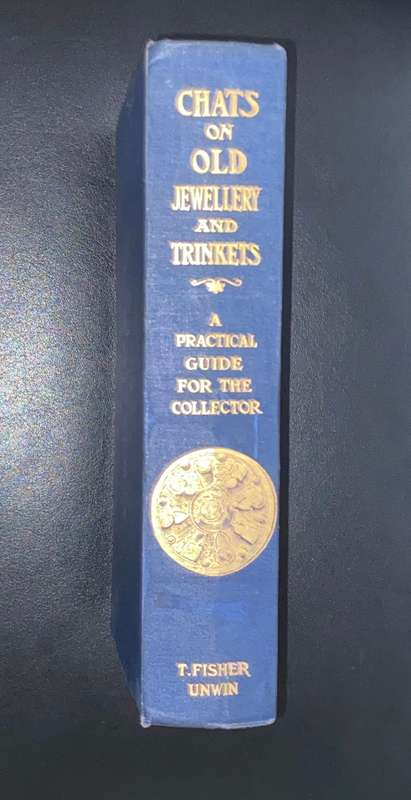 CHATS
ON
OLD
JEWELLERY
AND
TRINKETS
A
PRACTICAL
GUIDE
FOR THE
COLLECTOR
T. FISHER
UNWIN